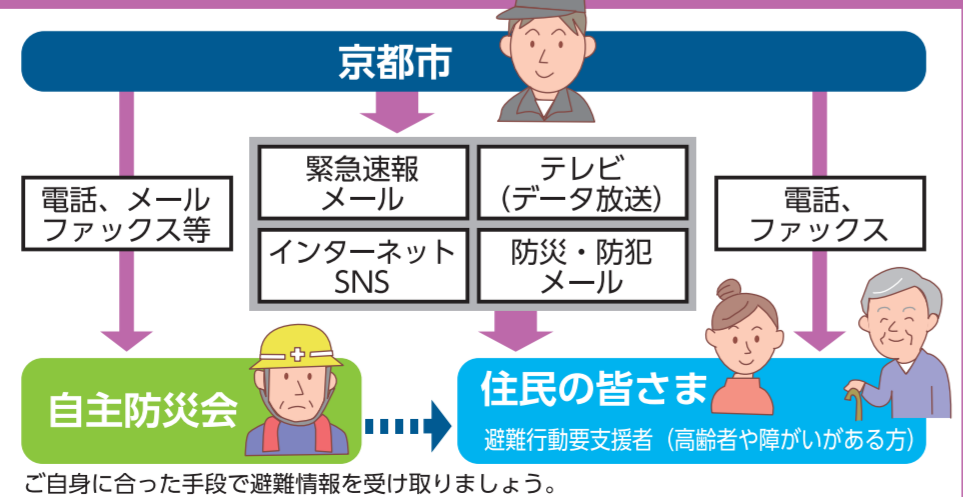 京都市
電話、メール
ファックス等
緊急速報
メール
テレビ
(データ放送)
インターネット
SNS
防災・防犯
メール
電話、
ファックス
自主防災会
住民の皆さま
避難行動要支援者(高齢者や障がいがある方)
ご自身に合った手段で避難情報を受け取りましょう。